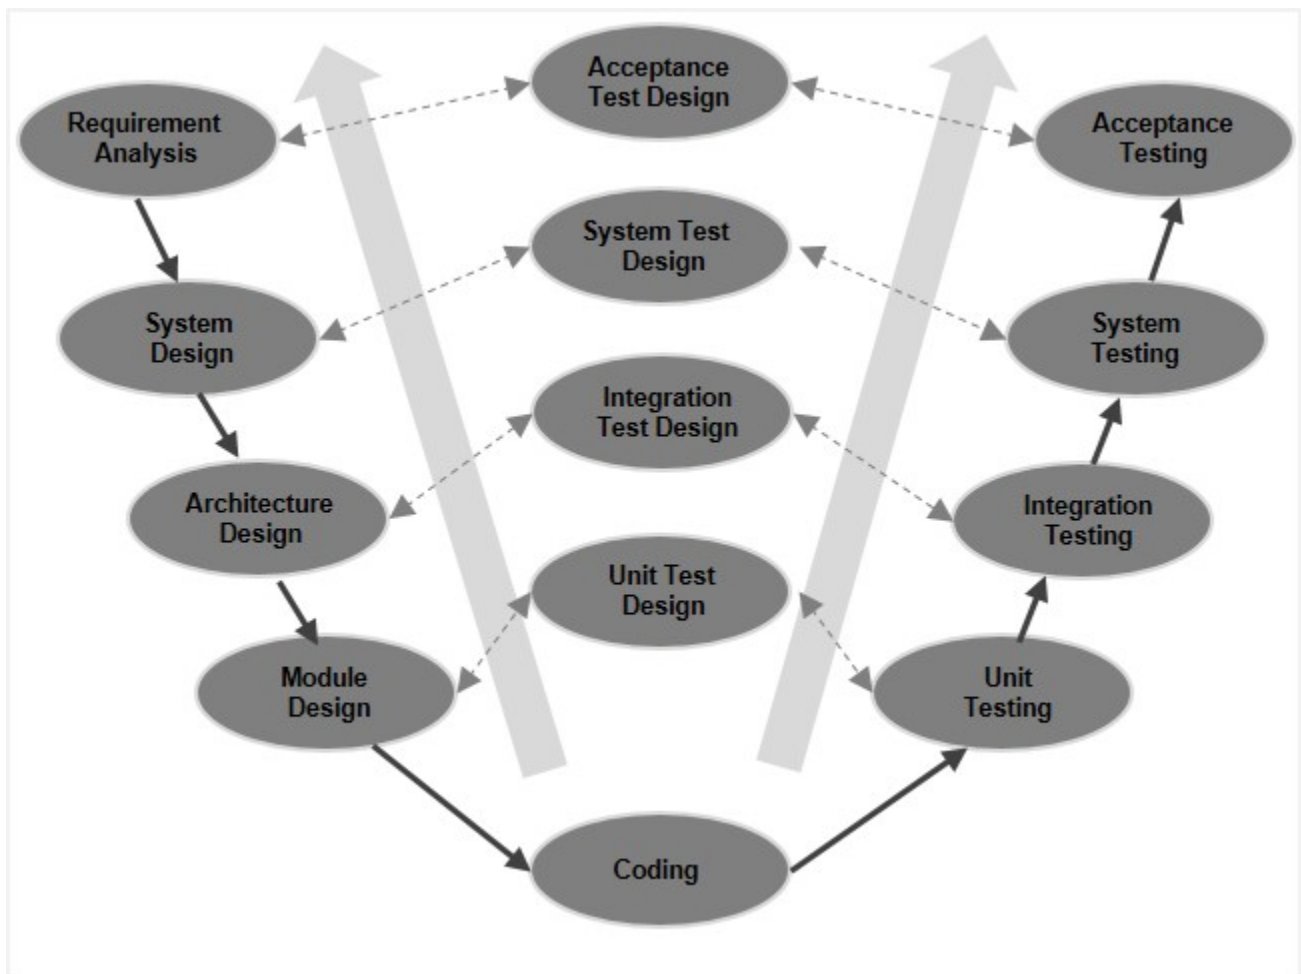 Acceptance
Test Design
Requirement
Analysis
Acceptance
Testing
System Test
Design
System
Design
System
Testing
Integration
Test Design
Architecture
Design
Integration
Testing
Unit Test
Design
Module
Design
Unit
Testing
Coding